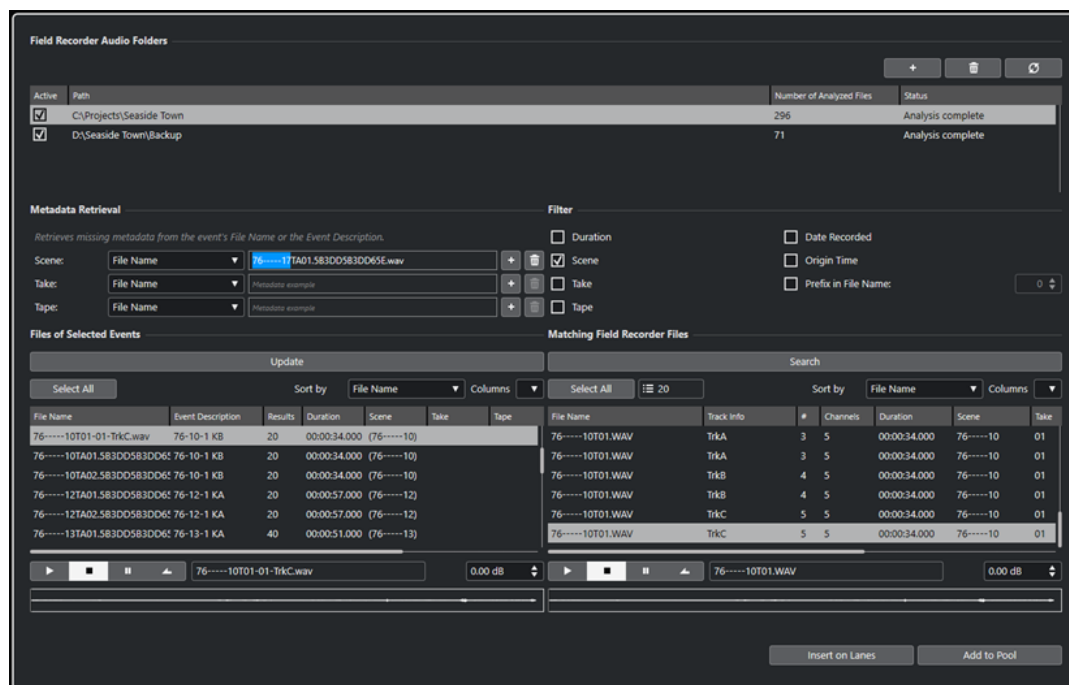 Field Recorder Audio Folders
+
Active Path Number of Analyzed Files Status
C:\Projects\Seaside Town 296 Analysis complete
D:\Seaside Town\Backup 71 Analysis complete
Metadata Retrieval Filter
Retrieves missing metadata from the event's File Name or the Event Description.
Duration Date Recorded
Scene: File Name 76-----17TA01.5B3DD5B3DD65E.wav + Scene Origin Time
Take: File Name Metadata example + Take Prefix in File Name: 0
Tape: File Name Metadata example + Tape
Files of Selected Events Matching Field Recorder Files
Update Search
Select All Sort by File Name Columns Select All 20 Sort by File Name Columns
File Name Event Description Results Duration Scene Take Tape File Name Track Info # Channels Duration Scene Take
76-----10T01-01-TrkC.wav 76-10-1 KB 20 00:00:34.000 (76-----10) 76-----10T01.WAV TrkA 3 5 00:00:34.000 76-----10 01
76-----10TA01.5B3DD5B3DD65 76-10-1 KB 20 00:00:34.000 (76-----10) 76-----10T01.WAV TrkA 3 5 00:00:34.000 76-----10 01
76-----10TA02.5B3DD5B3DD65 76-10-1 KB 20 00:00:34.000 (76-----10) 76-----10T01.WAV TrkB 4 5 00:00:34.000 76-----10 01
76-----12TA01.5B3DD5B3DD65 76-12-1 KA 20 00:00:57.000 (76-----12) 76-----10T01.WAV TrkB 4 5 00:00:34.000 76-----10 01
76-----12TA02.5B3DD5B3DD65 76-12-1 KA 20 00:00:57.000 (76-----12) 76-----10T01.WAV TrkC 5 5 00:00:34.000 76-----10 01
76-----13TA01.5B3DD5B3DD65 76-13-1 KA 40 00:00:51.000 (76-----13) 76-----10T01.WAV TrkC 5 5 00:00:34.000 76-----10 01
76-----10T01-01-TrkC.wav 0.00 dB 76-----10T01.WAV 0.00 dB
Insert on Lanes Add to Pool